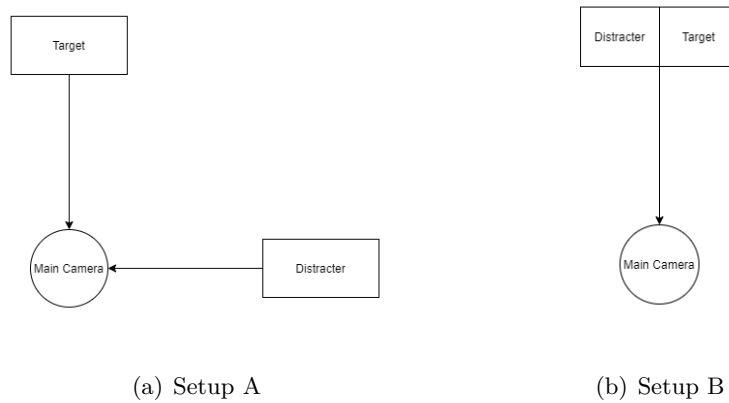 Target
Main Camera
Distracter
(a) Setup A
Distracter
Target
Main Camera
(b) Setup B